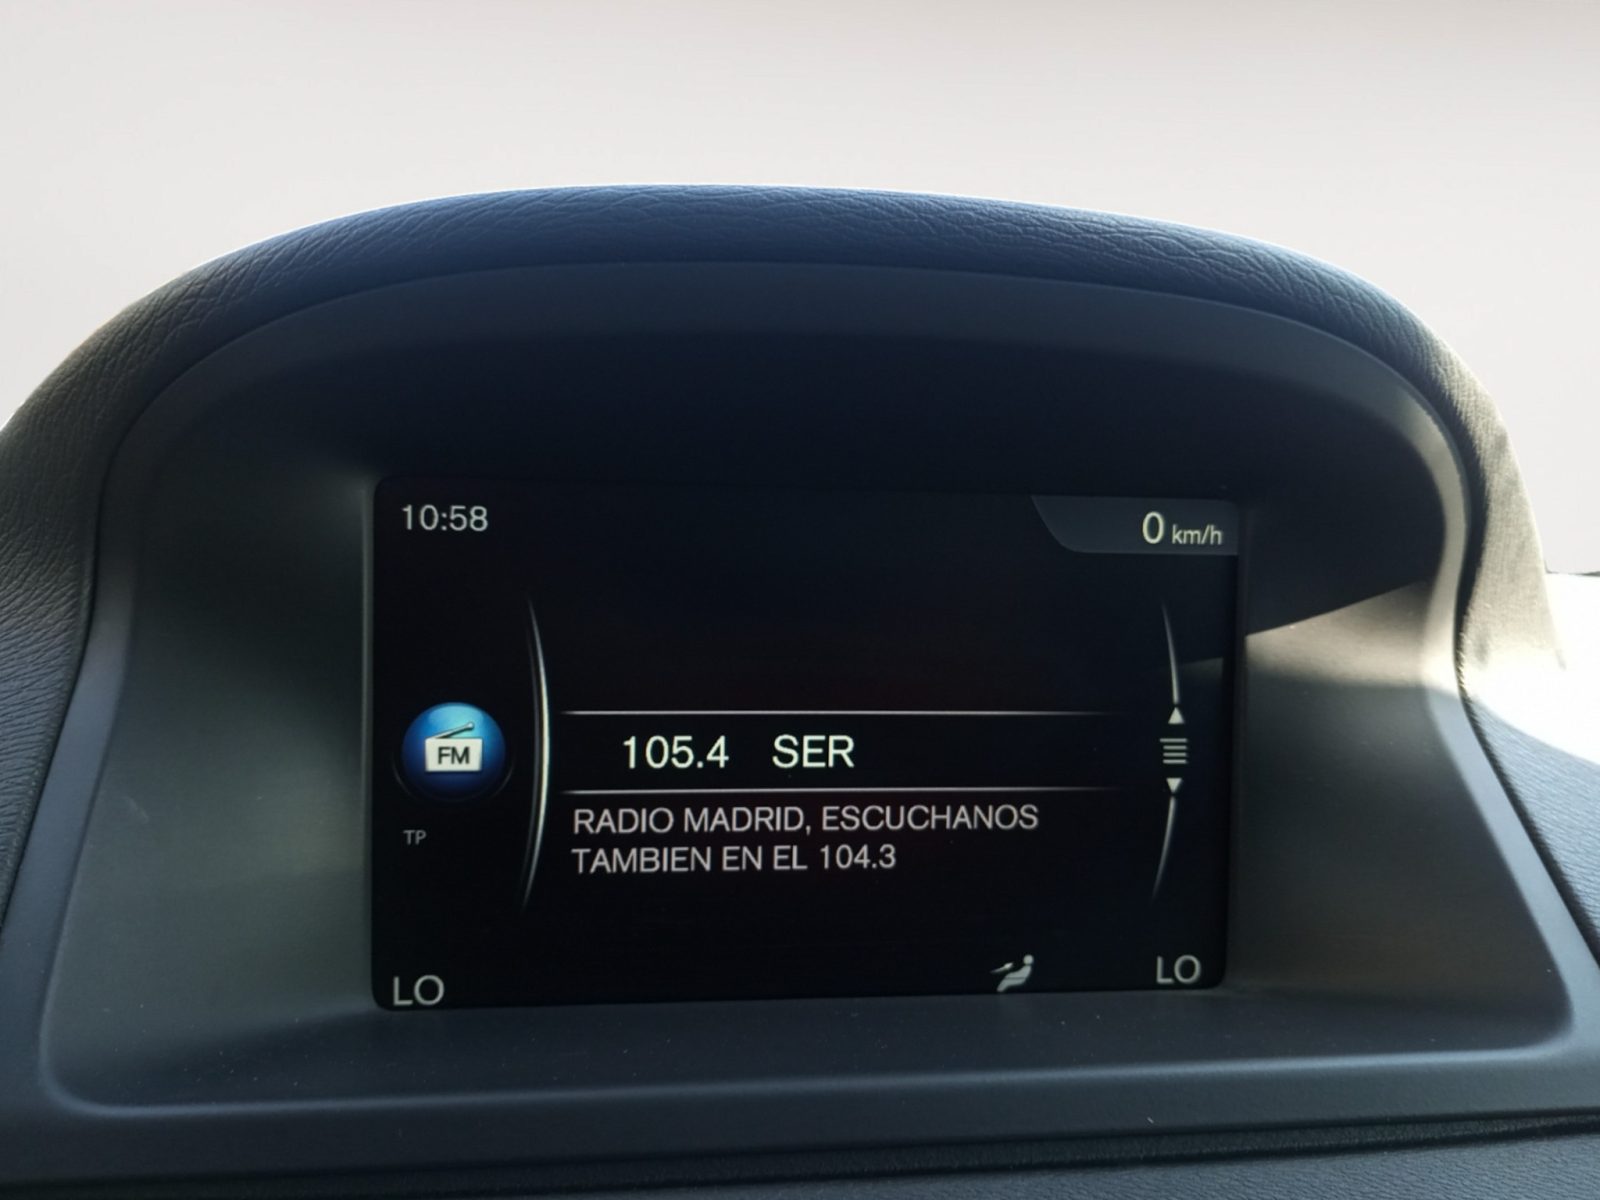 10:58
0 km/h
FM
105.4 SER
TP
RADIO MADRID, ESCUCHANOS
TAMBIEN EN EL 104.3
LO
LO